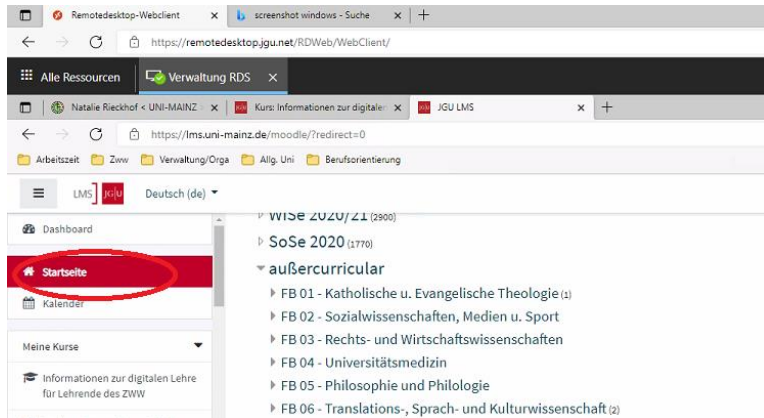 Remotedesktop-Webclient
screenshot windows - Suche
https://remotedesktop.jgu.net/RDWeb/WebClient/
Alle Ressourcen
Verwaltung RDS
Natalie Rieckhof < UNI-MAINZ
Kurs: Informationen zur digitaler
JGU LMS
https://lms.uni-mainz.de/moodle/?redirect=0
Arbeitszeit Zww Verwaltung/Orga Allg. Uni Berufsorientierung
LMS JG|U Deutsch (de)
Dashboard
Startseite
Kalender
Meine Kurse
Informationen zur digitalen Lehre
für Lehrende des ZWW
WiSe 2020/21 (2900)
SoSe 2020 (1770)
außercurricular
FB 01 - Katholische u. Evangelische Theologie (1)
FB 02 - Sozialwissenschaften, Medien u. Sport
FB 03 - Rechts- und Wirtschaftswissenschaften
FB 04 - Universitätsmedizin
FB 05 - Philosophie und Philologie
FB 06 - Translations-, Sprach- und Kulturwissenschaft (2)